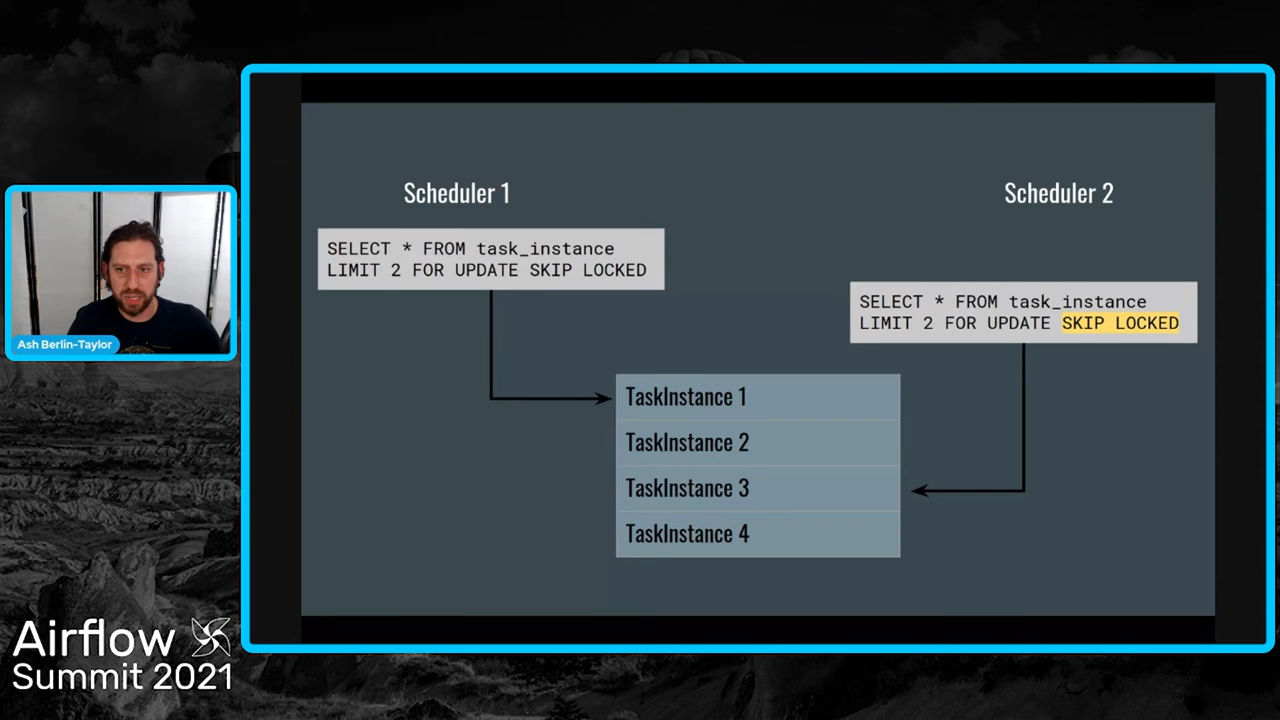 Scheduler 1
Scheduler 2
SELECT * FROM task_instance
LIMIT 2 FOR UPDATE SKIP LOCKED
SELECT * FROM task_instance
LIMIT 2 FOR UPDATE SKIP LOCKED
TaskInstance 1
TaskInstance 2
TaskInstance 3
TaskInstance 4
Ash Berlin-Taylor
Airflow
Summit 2021